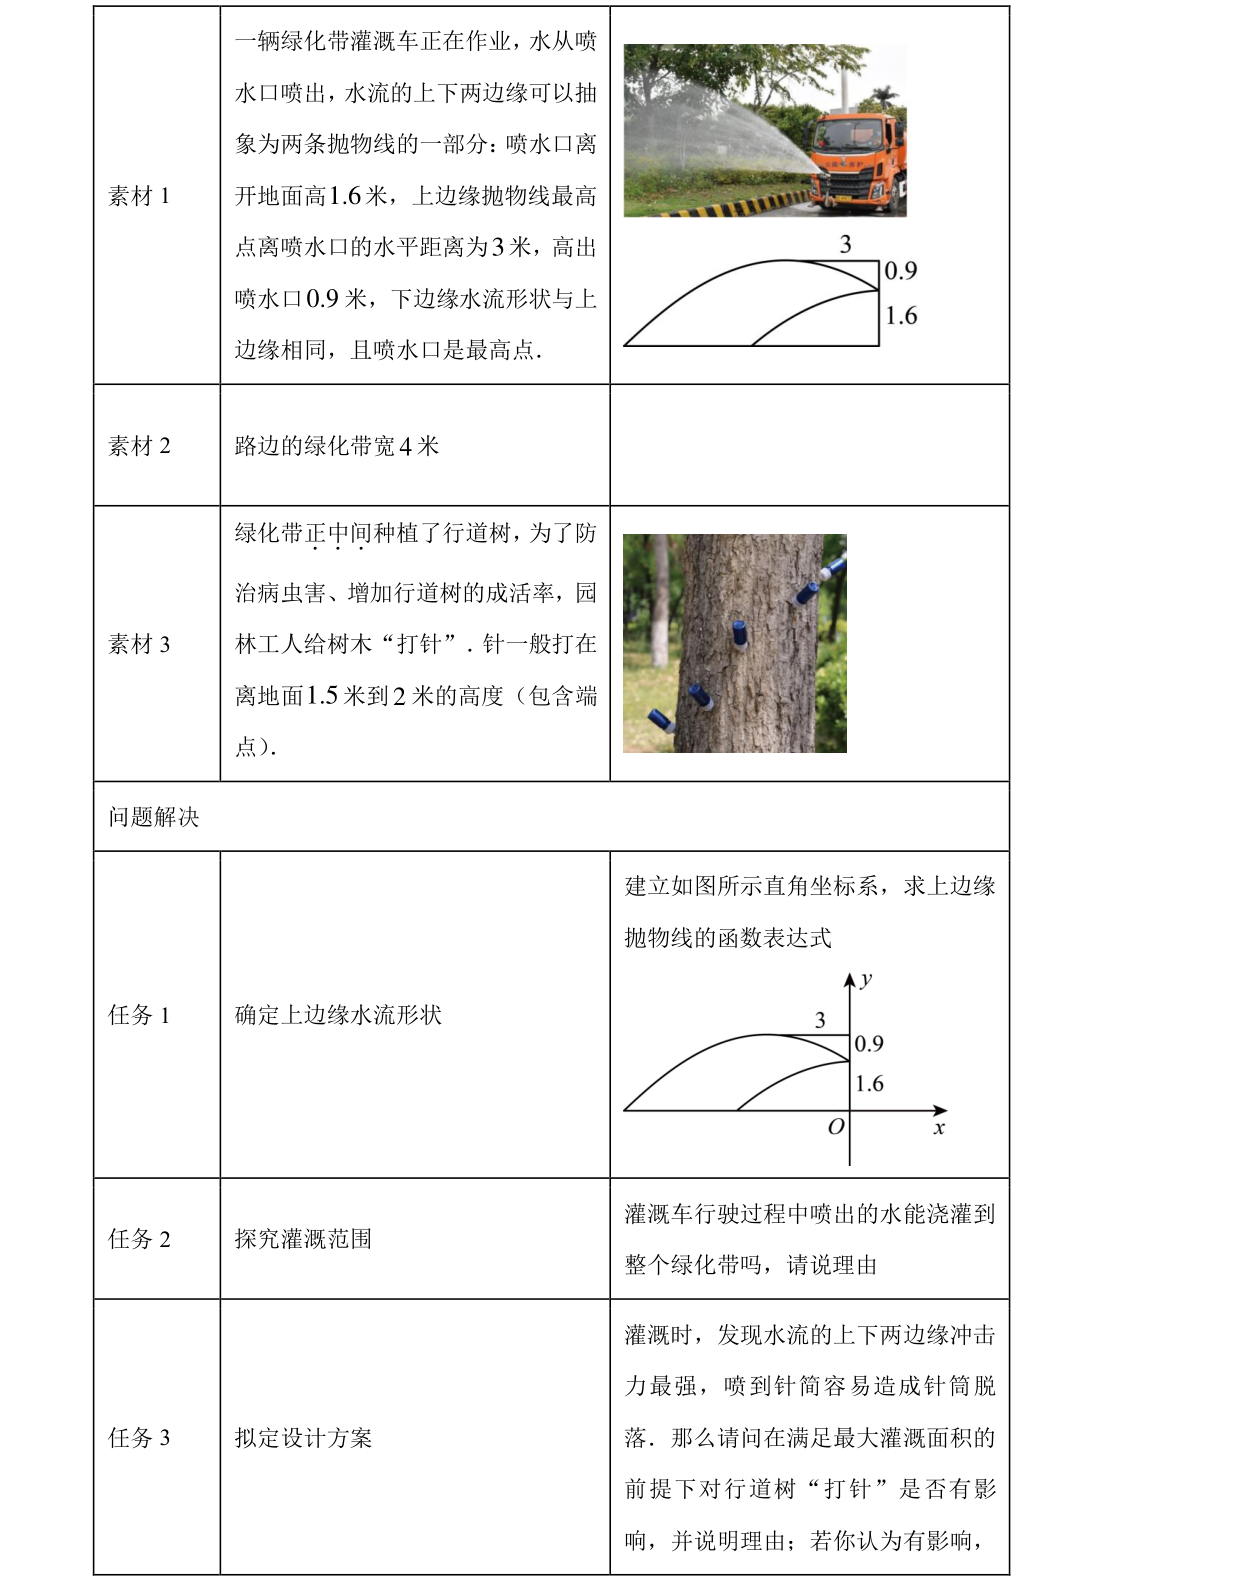 素材 1
一辆绿化带灌溉车正在作业，水从喷
水口喷出，水流的上下两边缘可以抽
象为两条抛物线的一部分：喷水口离
开地面高1.6米，上边缘抛物线最高
点离喷水口的水平距离为3米，高出
喷水口0.9 米，下边缘水流形状与上
边缘相同，且喷水口是最高点．
3
0.9
1.6
素材 2
路边的绿化带宽4米
素材 3
绿化带正中间种植了行道树，为了防
治病虫害、增加行道树的成活率，园
林工人给树木“打针”．针一般打在
离地面1.5米到2 米的高度（包含端
点）．
问题解决
任务 1
确定上边缘水流形状
建立如图所示直角坐标系，求上边缘
抛物线的函数表达式
y
3
0.9
1.6
O
x
任务 2
探究灌溉范围
灌溉车行驶过程中喷出的水能浇灌到
整个绿化带吗，请说理由
任务 3
拟定设计方案
灌溉时，发现水流的上下两边缘冲击
力最强，喷到针简容易造成针筒脱
落．那么请问在满足最大灌溉面积的
前提下对行道树“打针”是否有影
响，并说明理由；若你认为有影响，